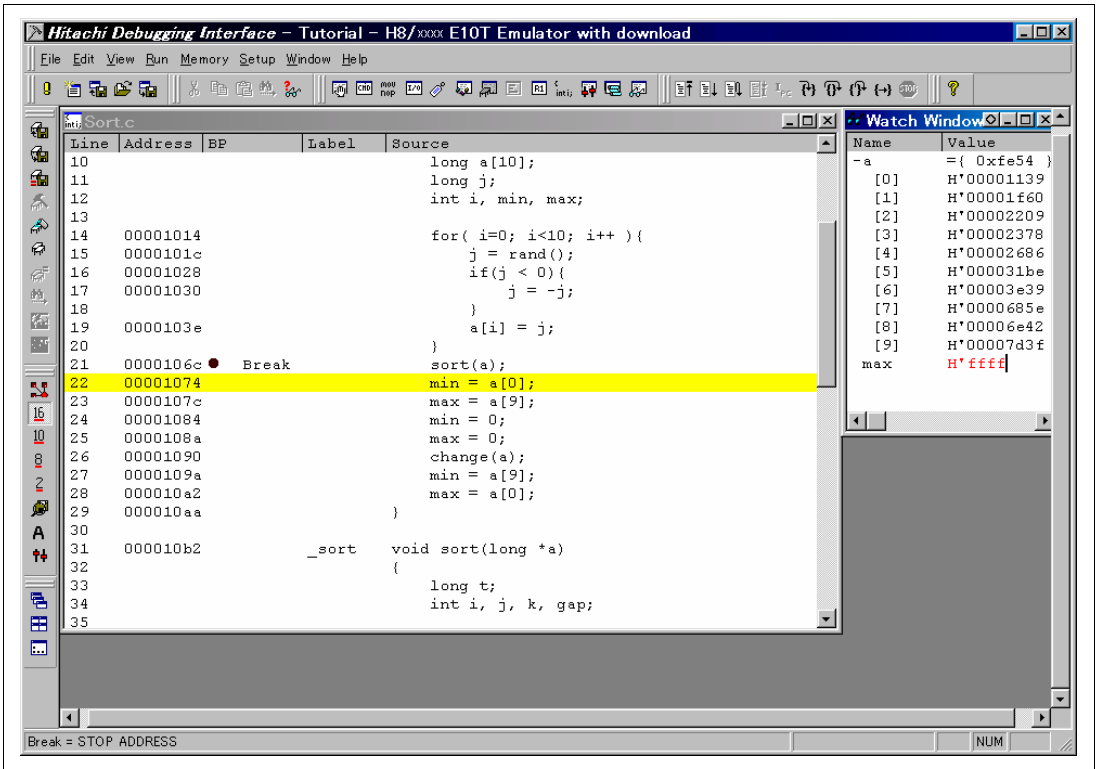 Hitachi Debugging Interface - Tutorial - H8/xxxx E10T Emulator with download
File Edit View Run Memory Setup Window Help
Sort.c
Line Address BP Label Source
10 long a[10];
11 long j;
12 int i, min, max;
13
14 00001014 for( i=0; i<10; i++ ){
15 0000101c j = rand();
16 00001028 if(j < 0){
17 00001030 j = -j;
18 }
19 0000103e a[i] = j;
20 }
21 0000106c Break sort(a);
22 00001074 min = a[0];
23 0000107c max = a[9];
24 00001084 min = 0;
25 0000108a max = 0;
26 00001090 change(a);
27 0000109a min = a[9];
28 000010a2 max = a[0];
29 000010aa }
30
31 000010b2 _sort void sort(long *a)
32 {
33 long t;
34 int i, j, k, gap;
35
Watch Window
Name Value
-a ={ 0xfe54 }
[0] H'00001139
[1] H'00001f60
[2] H'00002209
[3] H'00002378
[4] H'00002686
[5] H'000031be
[6] H'00003e39
[7] H'0000685e
[8] H'00006e42
[9] H'00007d3f
max H'ffff
16
10
8
2
A
Break = STOP ADDRESS
NUM